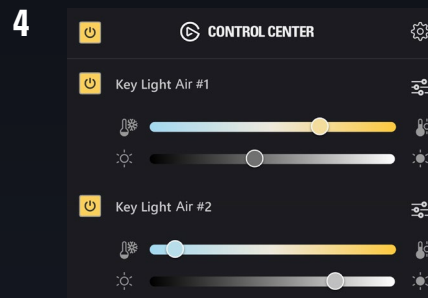 4
CONTROL CENTER
Key Light Air #1
Key Light Air #2